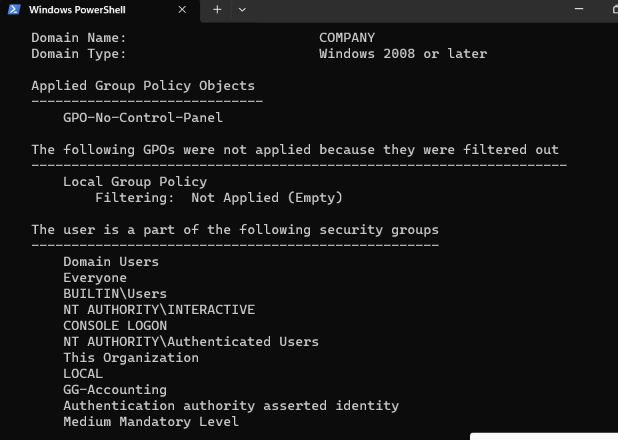 Windows PowerShell
Domain Name: COMPANY
Domain Type: Windows 2008 or later
Applied Group Policy Objects
-----------------------------
GPO-No-Control-Panel
The following GPOs were not applied because they were filtered out
-------------------------------------------------------------------
Local Group Policy
Filtering: Not Applied (Empty)
The user is a part of the following security groups
---------------------------------------------------
Domain Users
Everyone
BUILTIN\Users
NT AUTHORITY\INTERACTIVE
CONSOLE LOGON
NT AUTHORITY\Authenticated Users
This Organization
LOCAL
GG-Accounting
Authentication authority asserted identity
Medium Mandatory Level